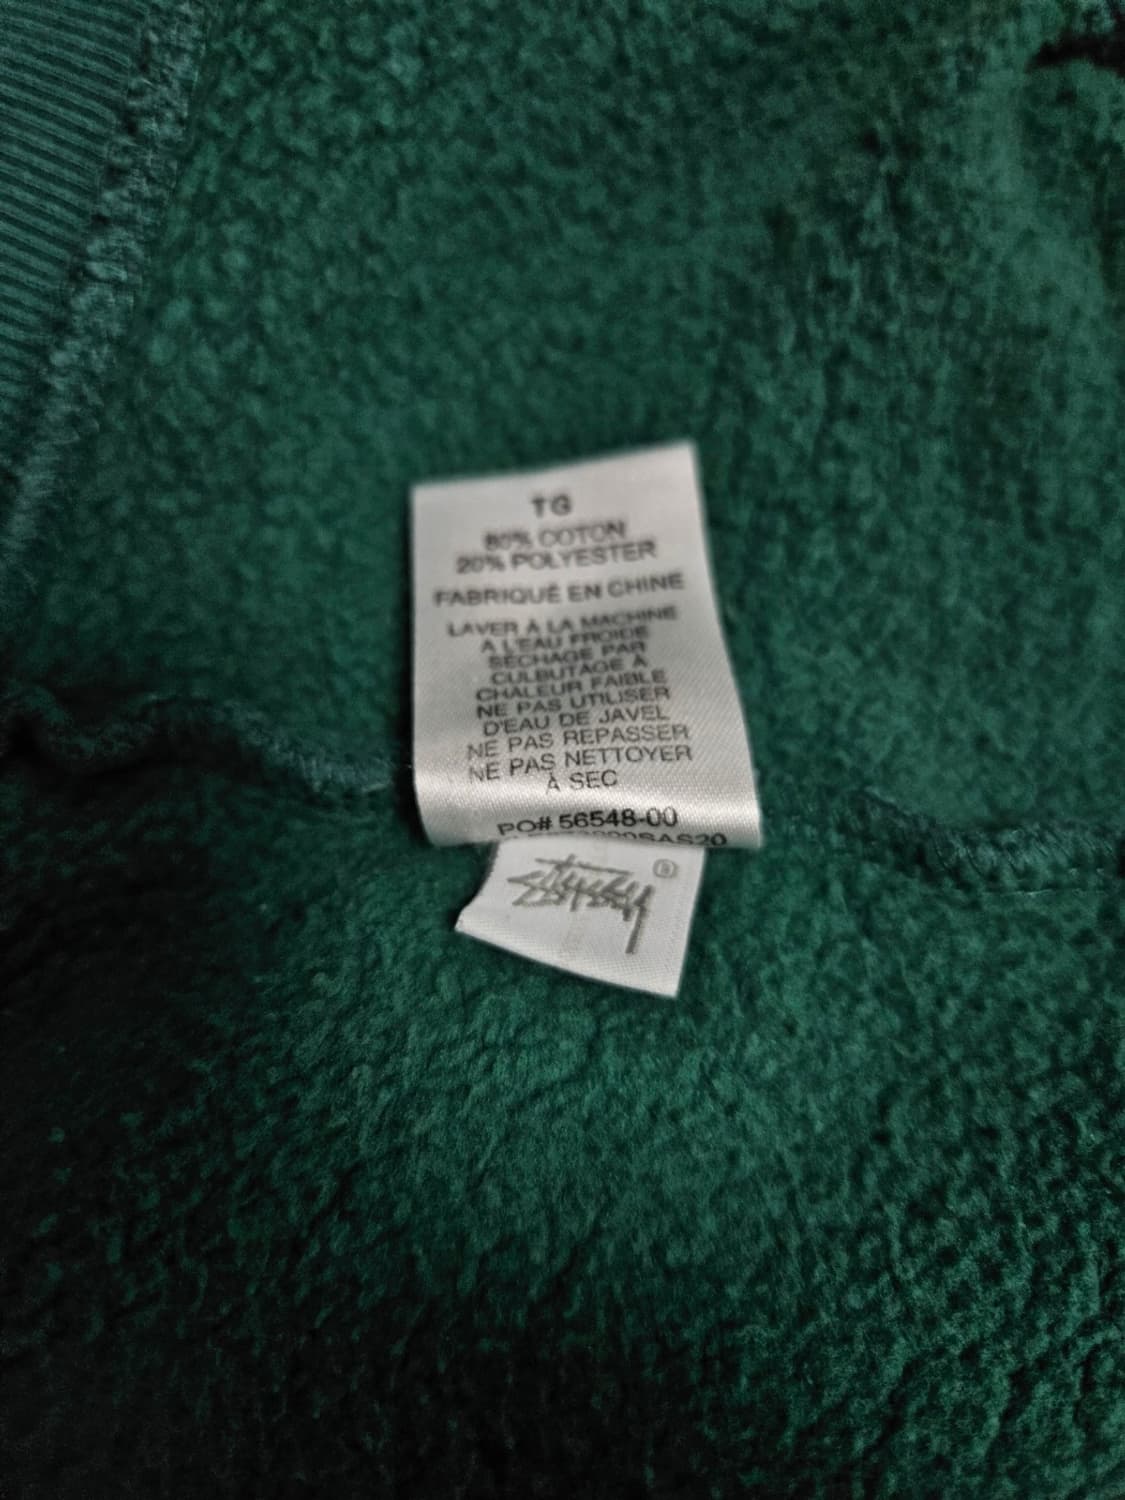 TG
80% COTON
20% POLYESTER
FABRIQUÉ EN CHINE
LAVER À LA MACHINE
A L'EAU FROIDE
SÉCHAGE PAR
CULBUTAGE À
CHALEUR FAIBLE
NE PAS UTILISER
D'EAU DE JAVEL
NE PAS REPASSER
NE PAS NETTOYER
À SEC
PO# 56548-00
Stüssy ®